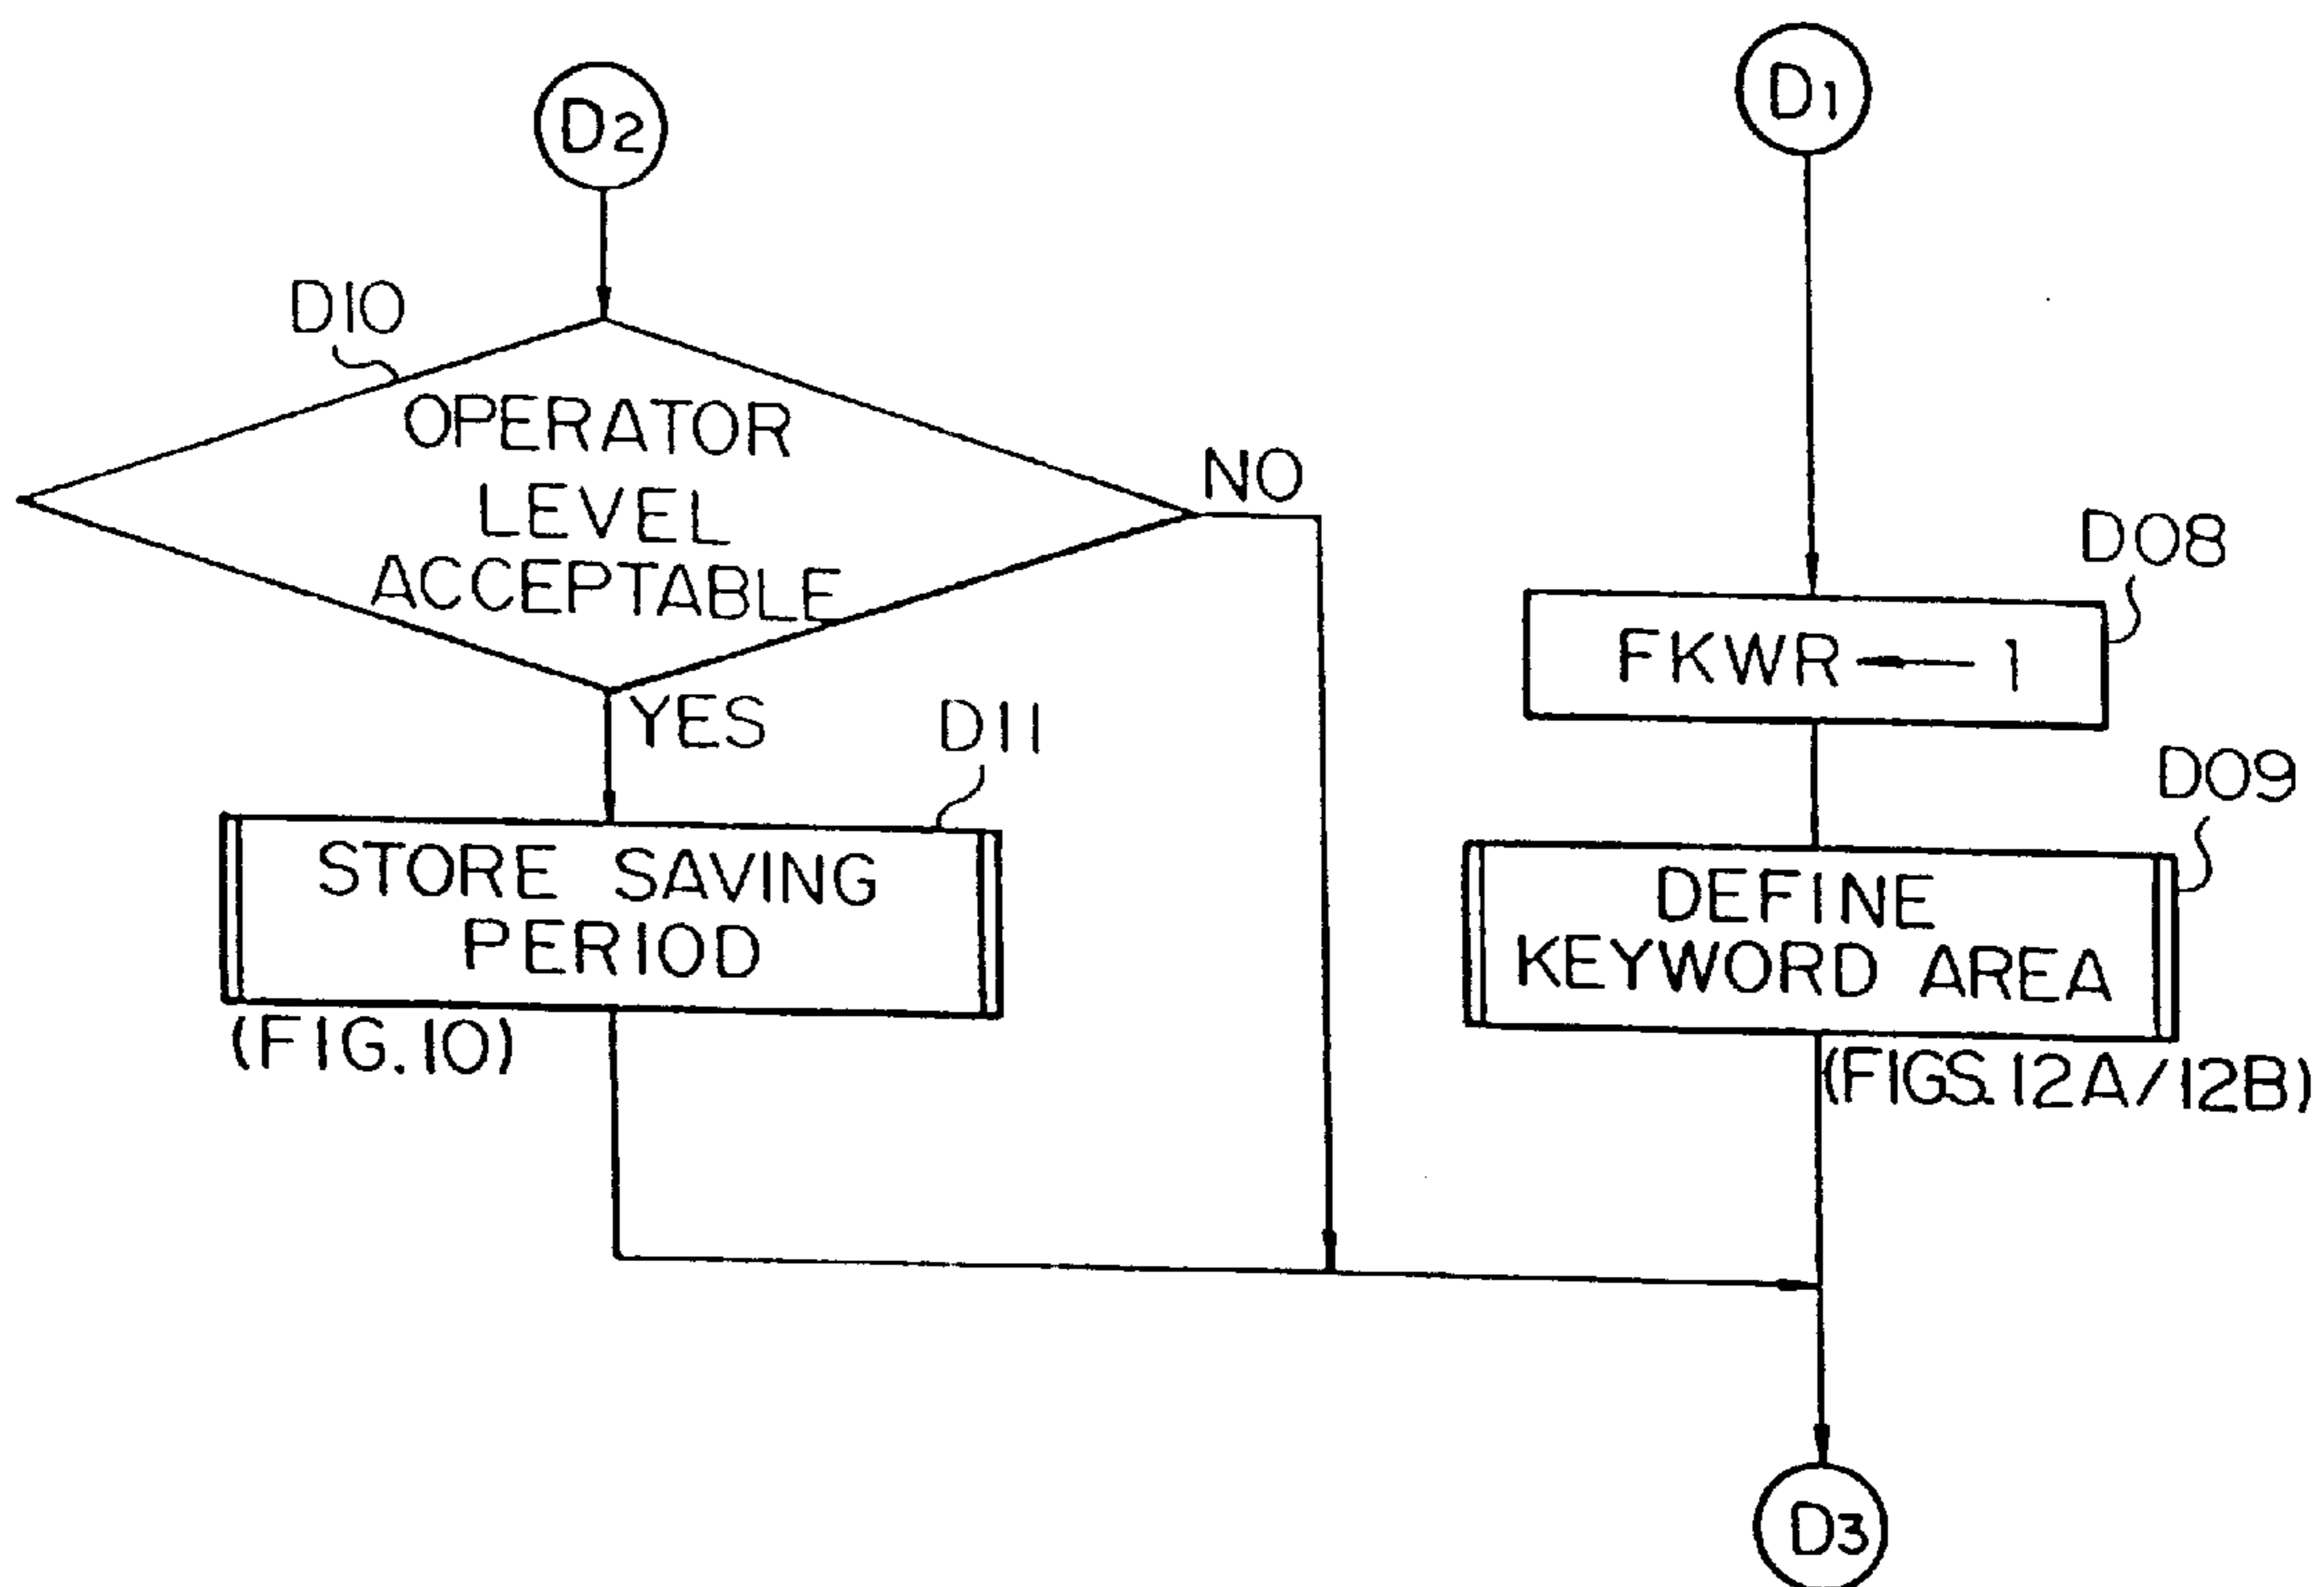 D2
D10
OPERATOR
LEVEL
ACCEPTABLE
NO
YES
D11
STORE SAVING
PERIOD
(FIG.10)
D1
D08
FKWR ← 1
D09
DEFINE
KEYWORD AREA
(FIGS.12A/12B)
D3